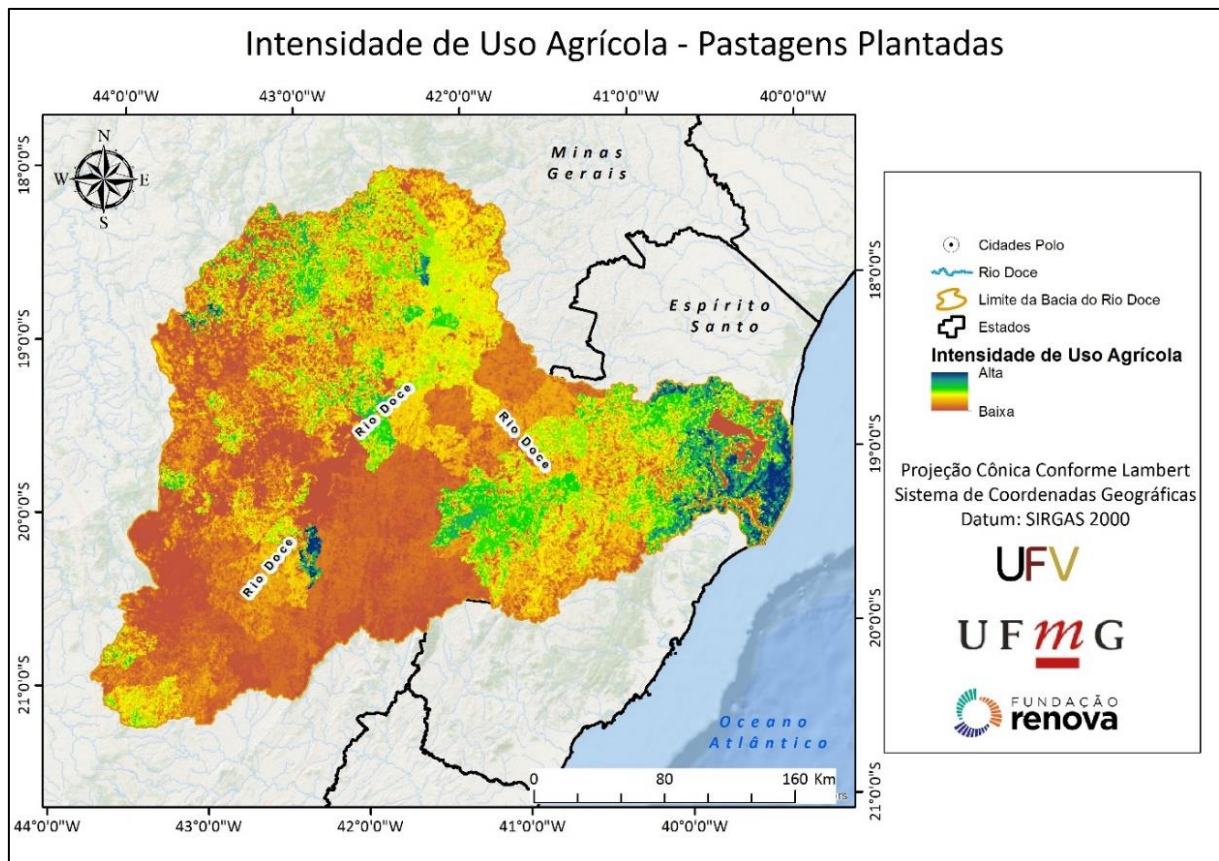 Intensidade de Uso Agrícola - Pastagens Plantadas
44°0'0"W 43°0'0"W 42°0'0"W 41°0'0"W 40°0'0"W
N
W E
S
18°0'0"S
19°0'0"S
20°0'0"S
21°0'0"S
Minas
Gerais
Espírito
Santo
Rio Doce
Rio Doce
Rio Doce
Oceano
Atlântico
0 80 160 Km
18°0'0"S
19°0'0"S
20°0'0"S
21°0'0"S
44°0'0"W 43°0'0"W 42°0'0"W 41°0'0"W 40°0'0"W
Cidades Polo
Rio Doce
Limite da Bacia do Rio Doce
Estados
Intensidade de Uso Agrícola
Alta
Baixa
Projeção Cônica Conforme Lambert
Sistema de Coordenadas Geográficas
Datum: SIRGAS 2000
UFV
UFmG
FUNDAÇÃO
renova